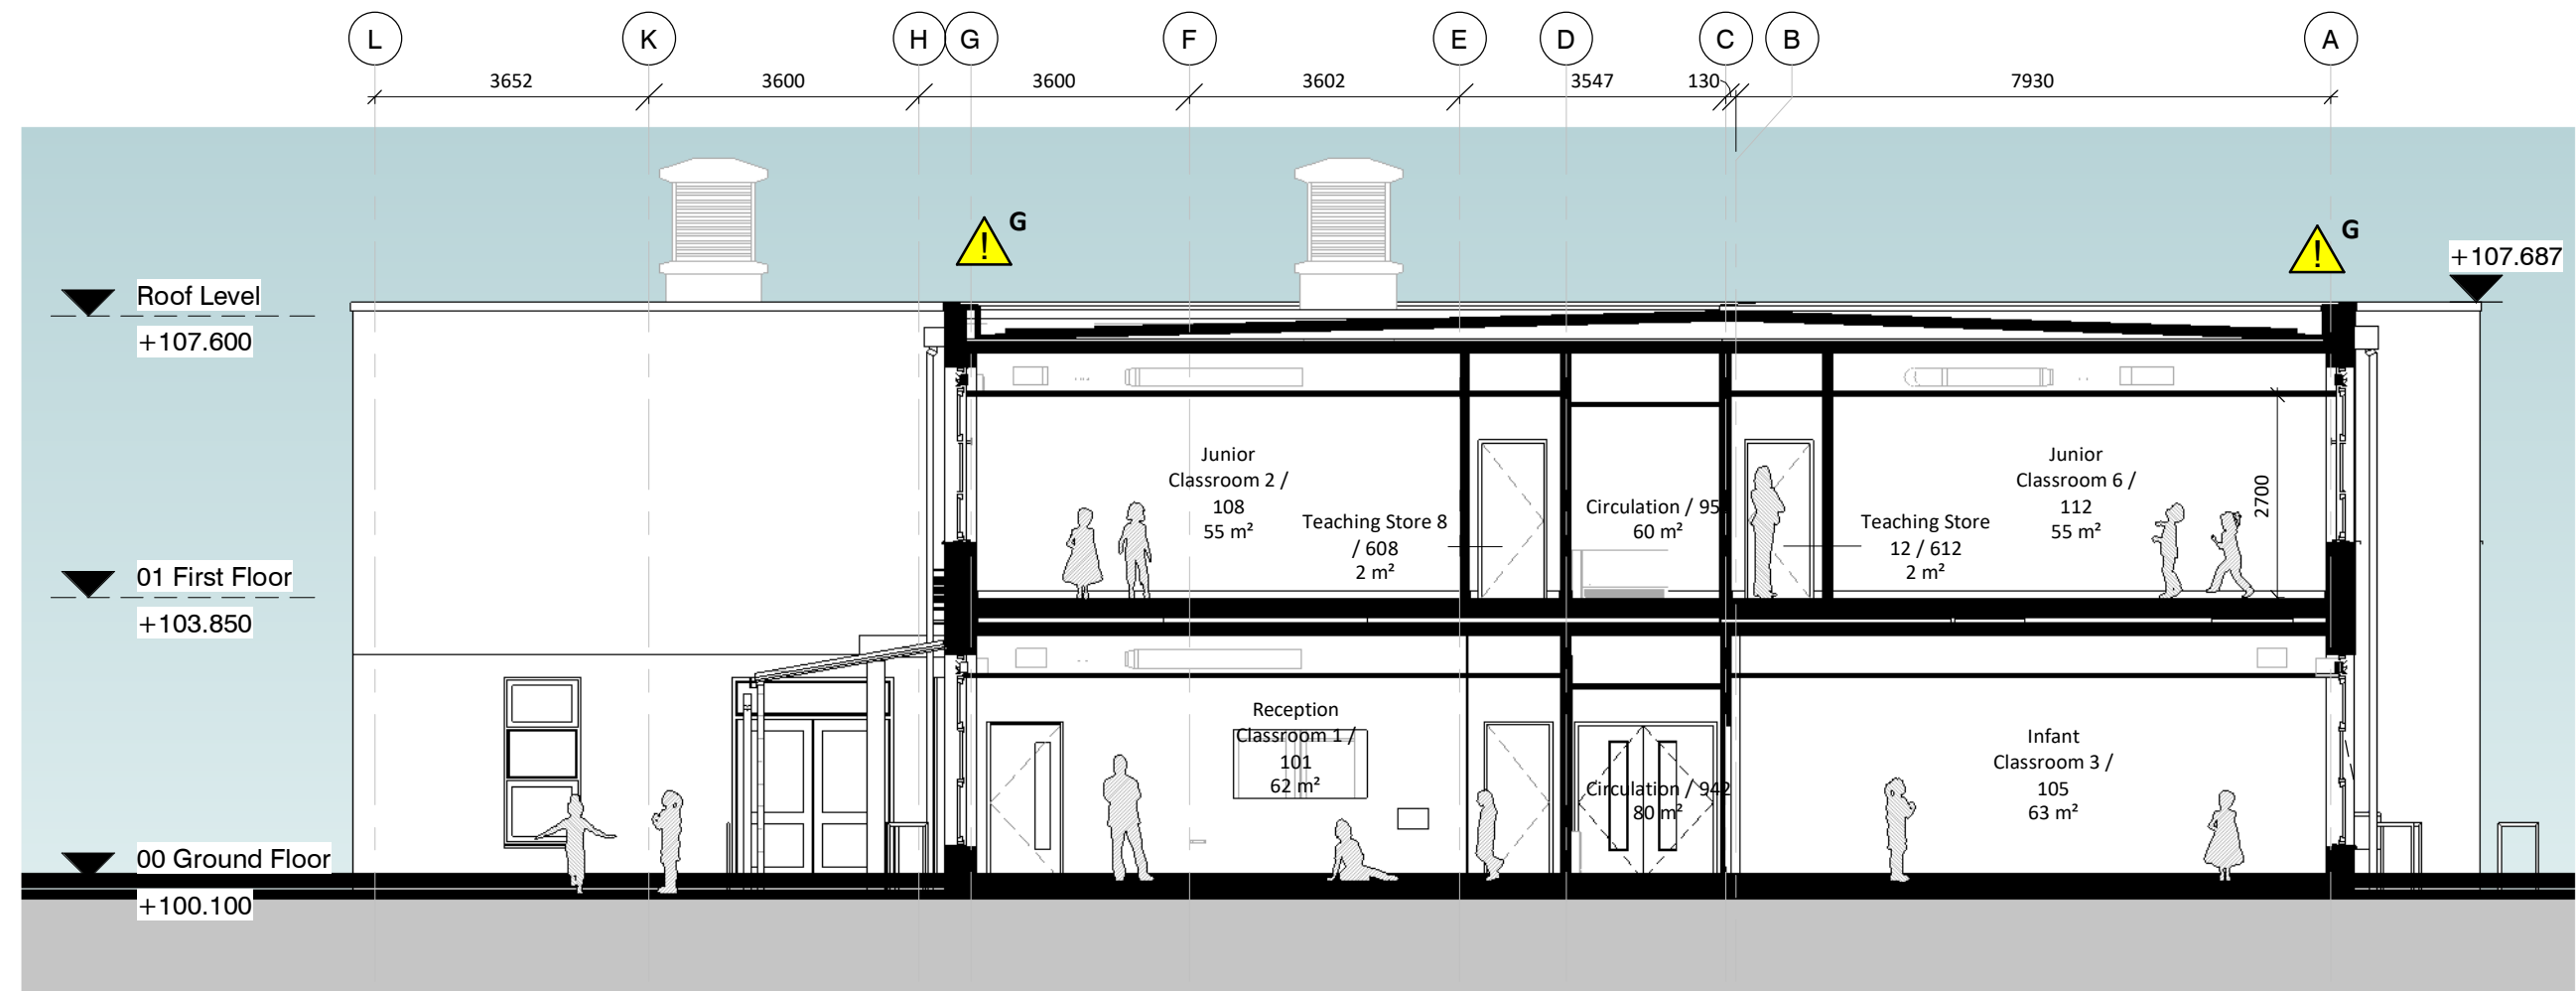 L K H G F E D C B A
3652 3600 3600 3602 3547 130 7930
G
G
+107.687
Roof Level
+107.600
01 First Floor
+103.850
00 Ground Floor
+100.100
Junior
Classroom 2 /
108
55 m²
Teaching Store 8
/ 608
2 m²
Circulation / 95
60 m²
Teaching Store
12 / 612
2 m²
Junior
Classroom 6 /
112
55 m²
2700
Reception
Classroom 1 /
101
62 m²
Circulation / 942
80 m²
Infant
Classroom 3 /
105
63 m²